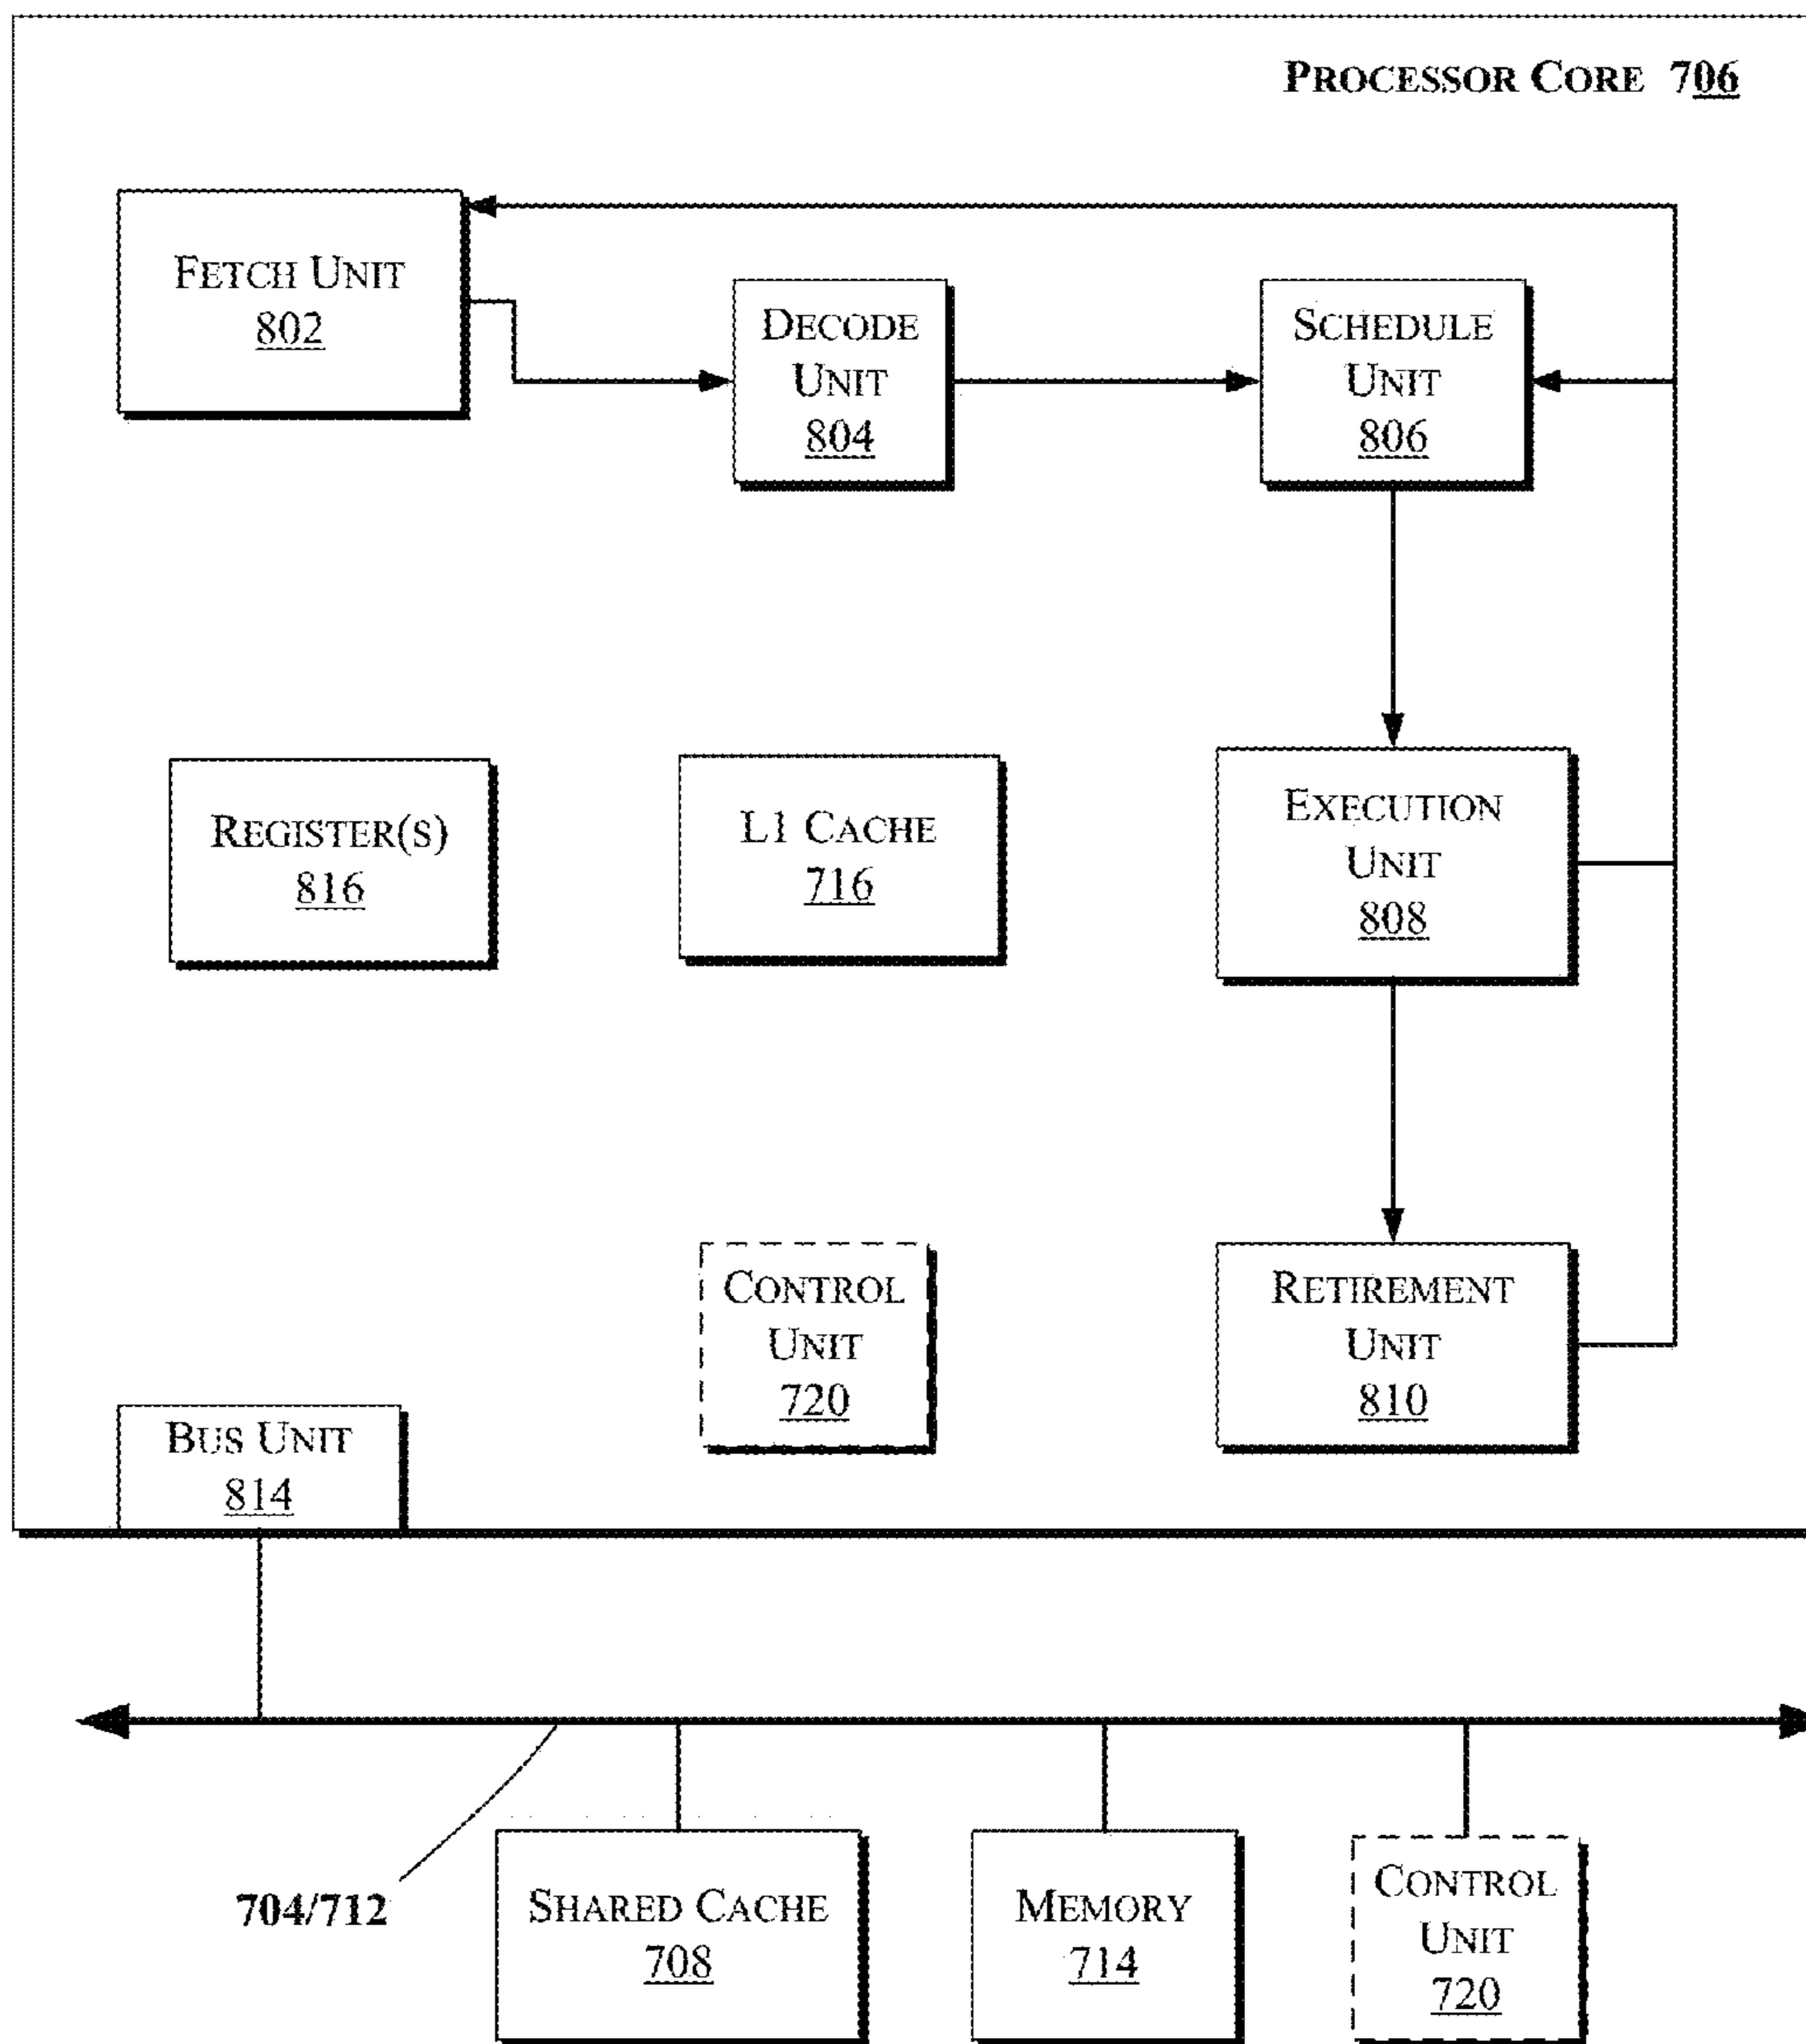 PROCESSOR CORE 706
FETCH UNIT
802
DECODE
UNIT
804
SCHEDULE
UNIT
806
REGISTER(S)
816
L1 CACHE
716
EXECUTION
UNIT
808
CONTROL
UNIT
720
RETIREMENT
UNIT
810
BUS UNIT
814
704/712
SHARED CACHE
708
MEMORY
714
CONTROL
UNIT
720